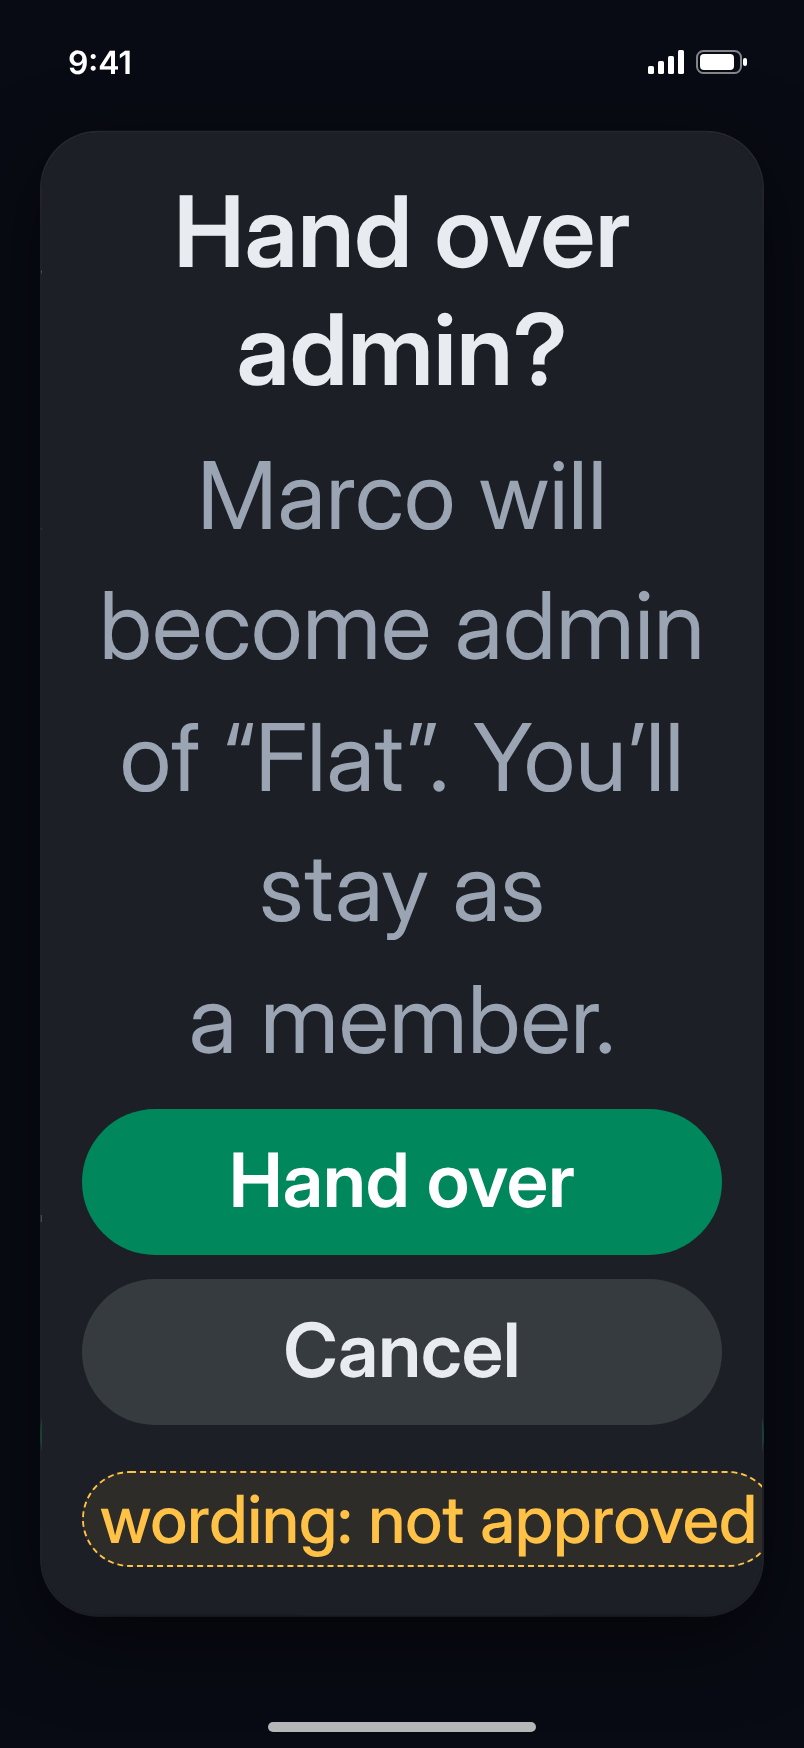 9:41
Hand over
admin?
Marco will
become admin
of “Flat”. You’ll
stay as
a member.
Hand over
Cancel
wording: not approved